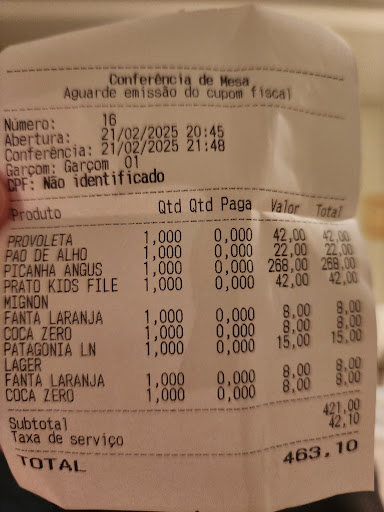 Conferência de Mesa
Aguarde emissão do cupom fiscal
Número: 16
Abertura: 21/02/2025 20:45
Conferência: 21/02/2025 21:48
Garçom: Garçom 01
CPF: Não identificado
Produto Qtd Qtd Paga Valor Total
PROVOLETA 1,000 0,000 42,00 42,00
PAO DE ALHO 1,000 0,000 22,00 22,00
PICANHA ANGUS 1,000 0,000 268,00 268,00
PRATO KIDS FILE 1,000 0,000 42,00 42,00
MIGNON
FANTA LARANJA 1,000 0,000 8,00 8,00
COCA ZERO 1,000 0,000 8,00 8,00
PATAGONIA LN 1,000 0,000 15,00 15,00
LAGER
FANTA LARANJA 1,000 0,000 8,00 8,00
COCA ZERO 1,000 0,000 8,00 8,00
Subtotal 421,00
Taxa de serviço 42,10
TOTAL 463,10